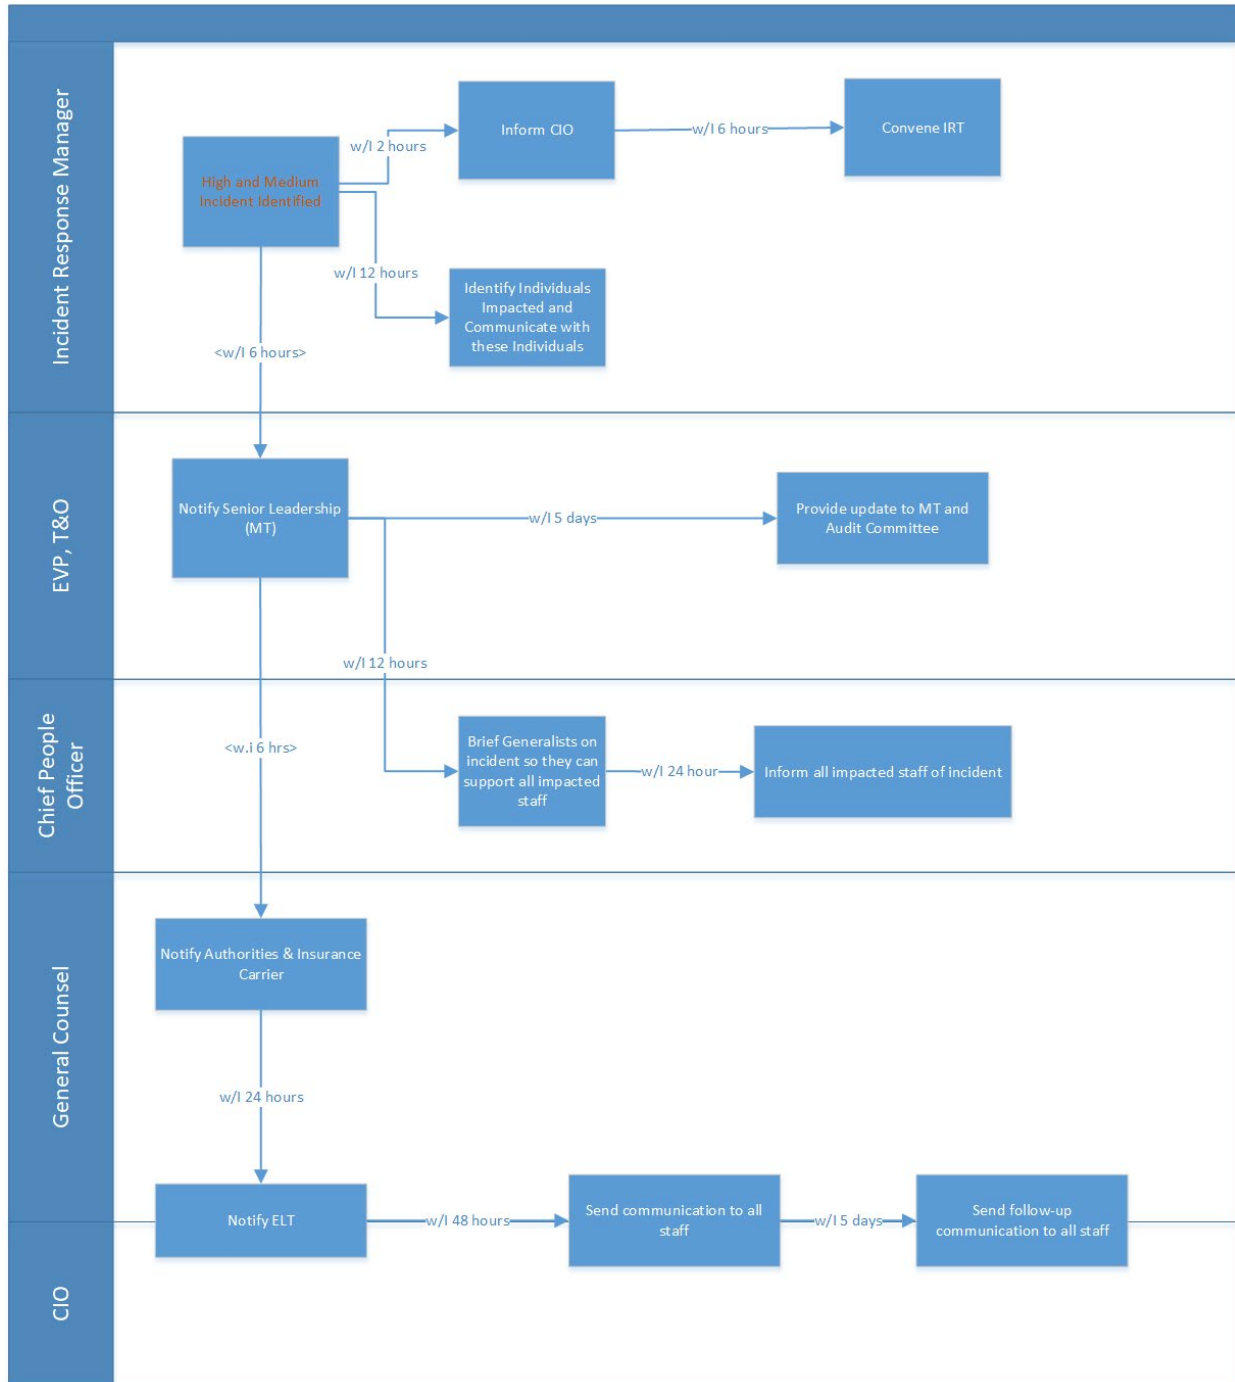 Incident Response Manager
High and Medium
Incident Identified
w/I 2 hours
Inform CIO
w/I 6 hours
Convene IRT
w/I 12 hours
Identify Individuals
Impacted and
Communicate with
these Individuals
<w/I 6 hours>
EVP, T&O
Notify Senior Leadership
(MT)
w/I 5 days
Provide update to MT and
Audit Committee
w/I 12 hours
Chief People
Officer
<w.i 6 hrs>
Brief Generalists on
incident so they can
support all impacted
staff
w/I 24 hour
Inform all impacted staff of incident
General Counsel
Notify Authorities & Insurance
Carrier
w/I 24 hours
Notify ELT
w/I 48 hours
Send communication to all
staff
w/I 5 days
Send follow-up
communication to all staff
CIO